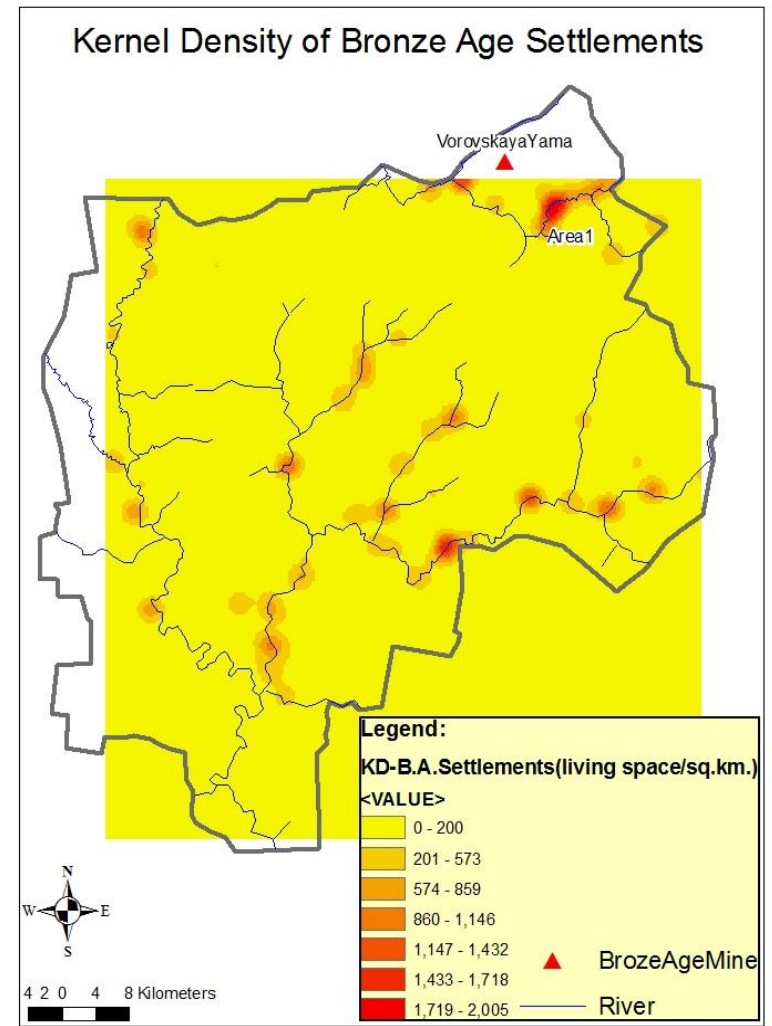 Kernel Density of Bronze Age Settlements
VorovskayaYama
Area1
Legend:
KD-B.A.Settlements(living space/sq.km.)
<VALUE>
0 - 200
201 - 573
574 - 859
860 - 1,146
1,147 - 1,432
1,433 - 1,718
1,719 - 2,005
BrozeAgeMine
River
N
W E
S
4 2 0 4 8 Kilometers